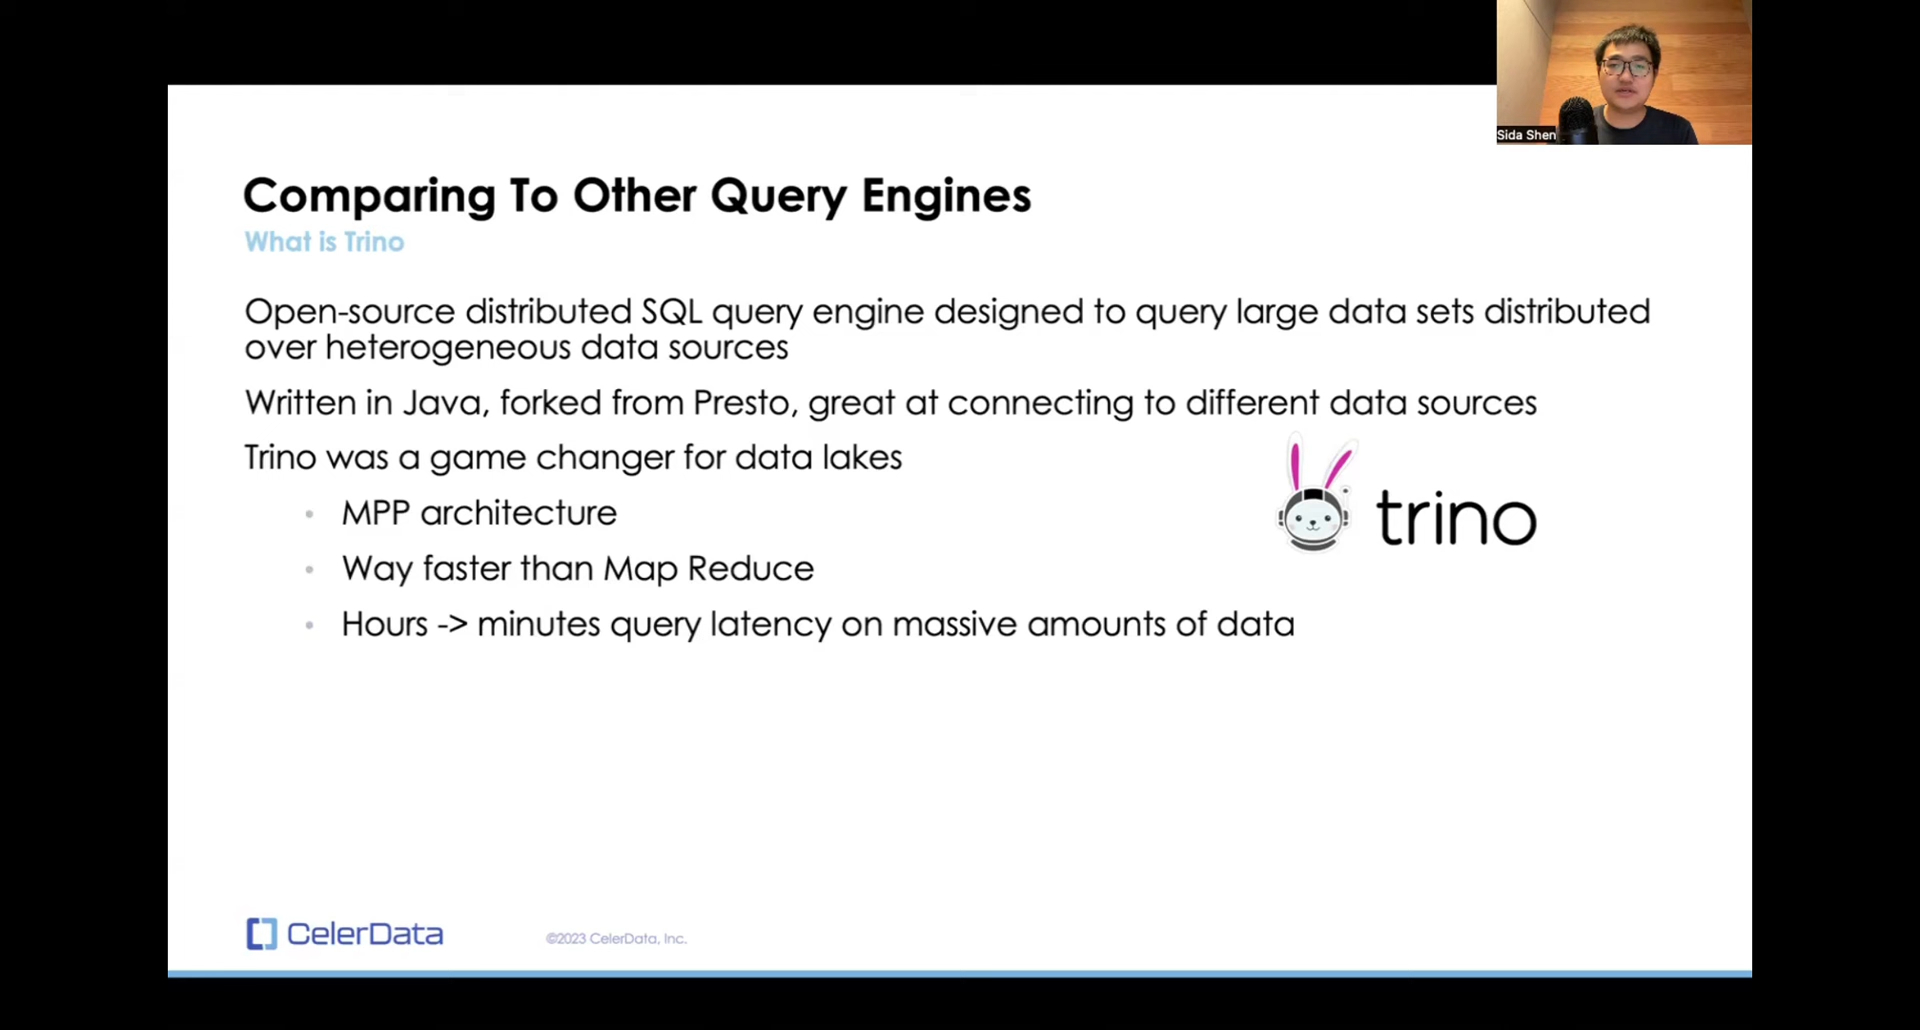 Sida Shen
Comparing To Other Query Engines
What is Trino
Open-source distributed SQL query engine designed to query large data sets distributed
over heterogeneous data sources
Written in Java, forked from Presto, great at connecting to different data sources
Trino was a game changer for data lakes
• MPP architecture
• Way faster than Map Reduce
• Hours -> minutes query latency on massive amounts of data
trino
CelerData
©2023 CelerData, Inc.